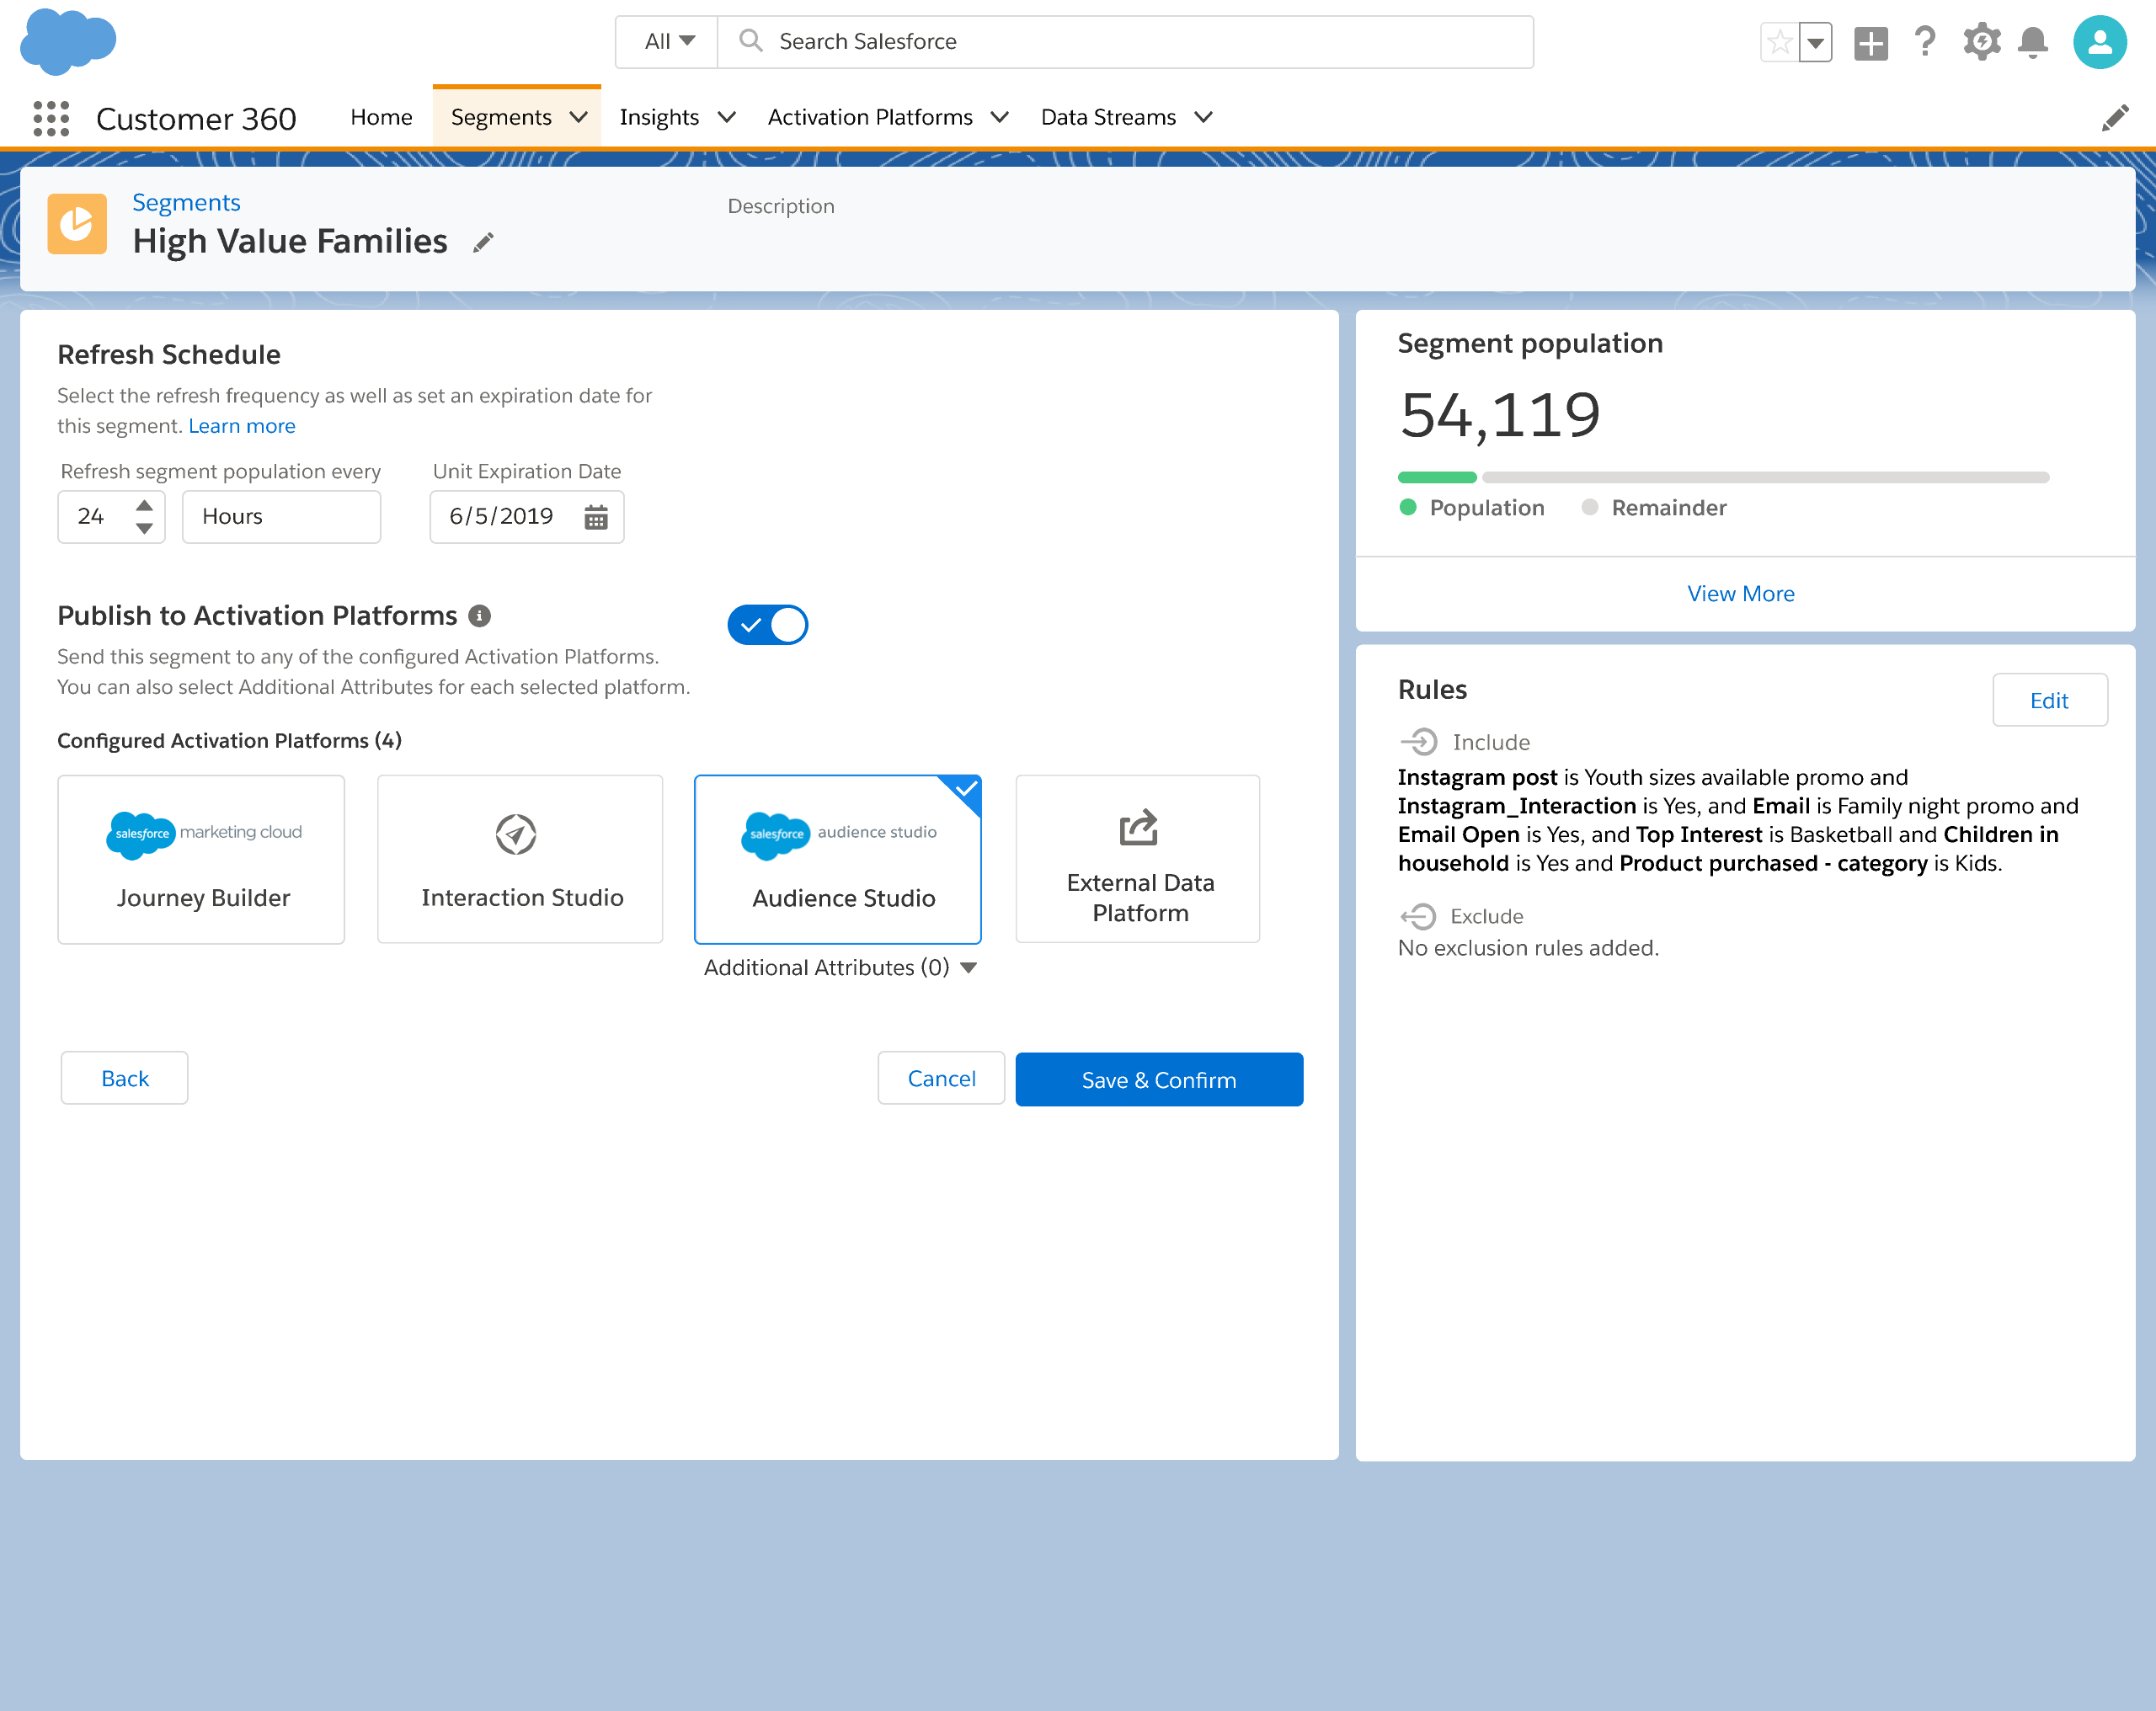 All
Search Salesforce
Customer 360
Home
Segments
Insights
Activation Platforms
Data Streams
Segments
High Value Families
Description
Refresh Schedule
Select the refresh frequency as well as set an expiration date for
this segment. Learn more
Refresh segment population every
Unit Expiration Date
24
Hours
6/5/2019
Publish to Activation Platforms
Send this segment to any of the configured Activation Platforms.
You can also select Additional Attributes for each selected platform.
Configured Activation Platforms (4)
salesforce marketing cloud
Journey Builder
Interaction Studio
salesforce audience studio
Audience Studio
External Data
Platform
Additional Attributes (0)
Back
Cancel
Save & Confirm
Segment population
54,119
Population
Remainder
View More
Rules
Edit
Include
Instagram post is Youth sizes available promo and
Instagram_Interaction is Yes, and Email is Family night promo and
Email Open is Yes, and Top Interest is Basketball and Children in
household is Yes and Product purchased - category is Kids.
Exclude
No exclusion rules added.